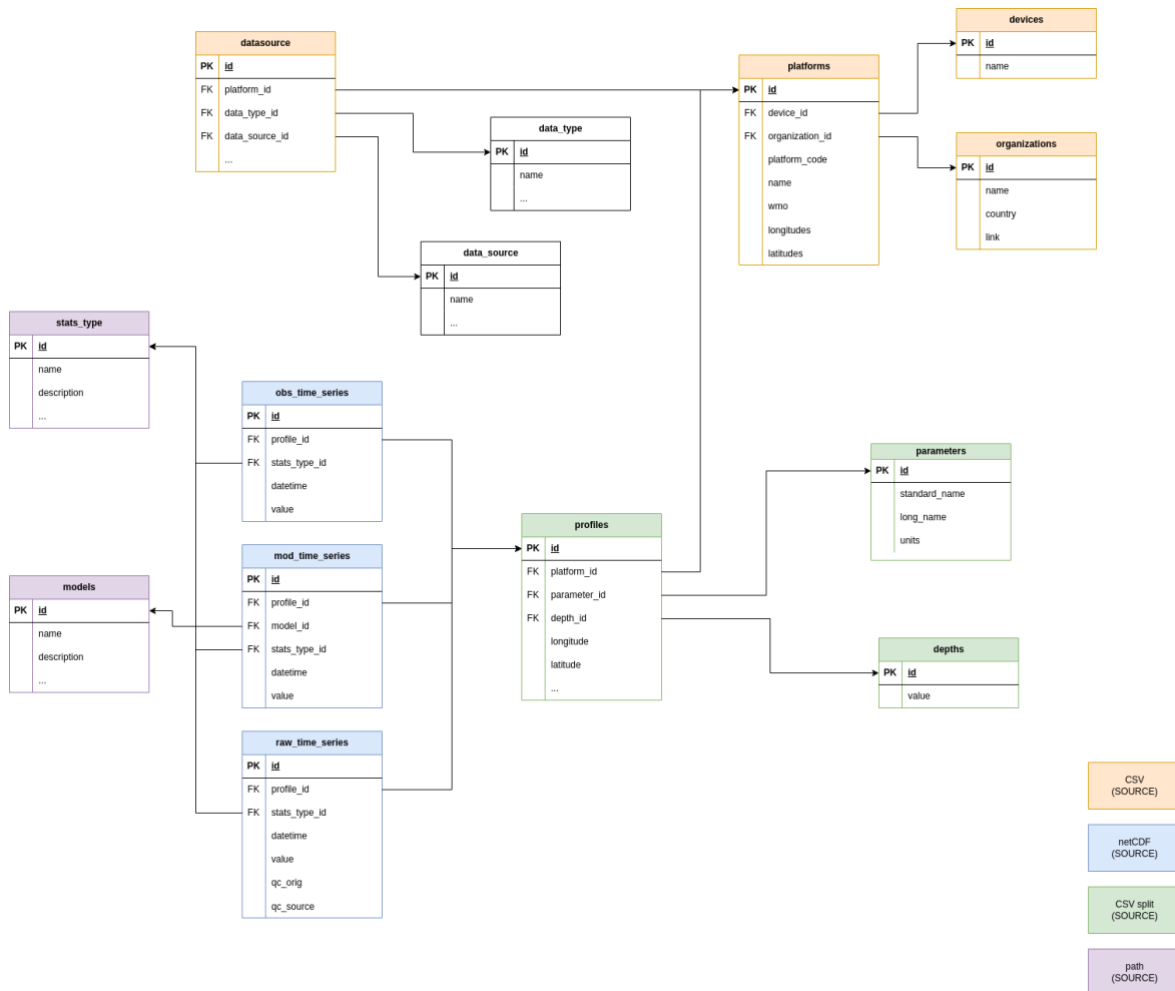 datasource
PK id
FK platform_id
FK data_type_id
FK data_source_id
...
devices
PK id
name
platforms
PK id
FK device_id
FK organization_id
platform_code
name
wmo
longitudes
latitudes
data_type
PK id
name
...
organizations
PK id
name
country
link
data_source
PK id
name
...
stats_type
PK id
name
description
...
obs_time_series
PK id
FK profile_id
FK stats_type_id
datetime
value
parameters
PK id
standard_name
long_name
units
profiles
PK id
FK platform_id
FK parameter_id
FK depth_id
longitude
latitude
...
mod_time_series
PK id
FK profile_id
FK model_id
FK stats_type_id
datetime
value
models
PK id
name
description
...
depths
PK id
value
raw_time_series
PK id
FK profile_id
FK stats_type_id
datetime
value
qc_orig
qc_source
CSV
(SOURCE)
netCDF
(SOURCE)
CSV split
(SOURCE)
path
(SOURCE)